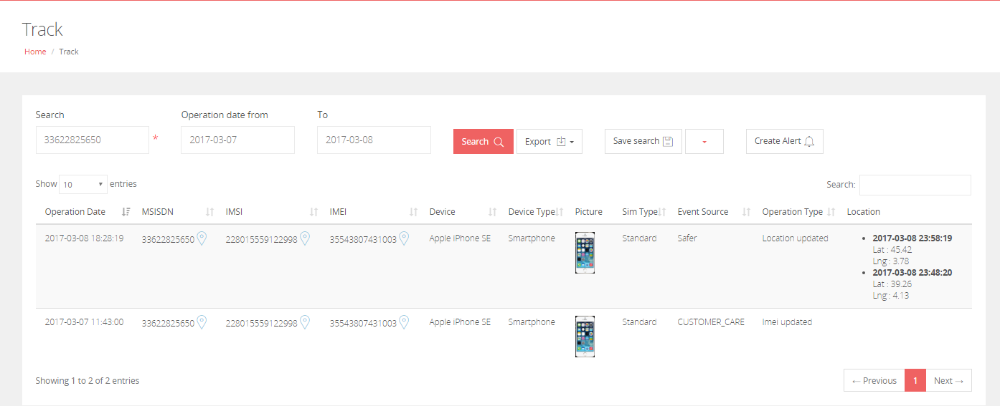 Track
Home / Track
Search
Operation date from
To
33622825650 *
2017-03-07
2017-03-08
Search
Export
Save search
Create Alert
Show 10 entries
Search:
Operation Date MSISDN IMSI IMEI Device Device Type Picture Sim Type Event Source Operation Type Location
2017-03-08 18:28:19 33622825650 228015559122998 35543807431003 Apple iPhone SE Smartphone Standard Safer Location updated
• 2017-03-08 23:58:19
Lat : 45.42
Lng : 3.78
• 2017-03-08 23:48:20
Lat : 39.26
Lng : 4.13
2017-03-07 11:43:00 33622825650 228015559122998 35543807431003 Apple iPhone SE Smartphone Standard CUSTOMER_CARE Imei updated
Showing 1 to 2 of 2 entries
← Previous 1 Next →